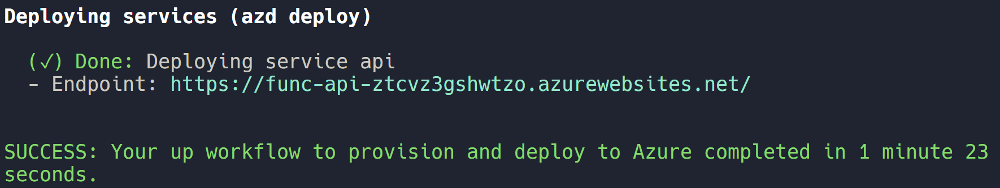 Deploying services (azd deploy)
(✓) Done: Deploying service api
- Endpoint: https://func-api-ztcvz3gshwtzo.azurewebsites.net/
SUCCESS: Your up workflow to provision and deploy to Azure completed in 1 minute 23
seconds.